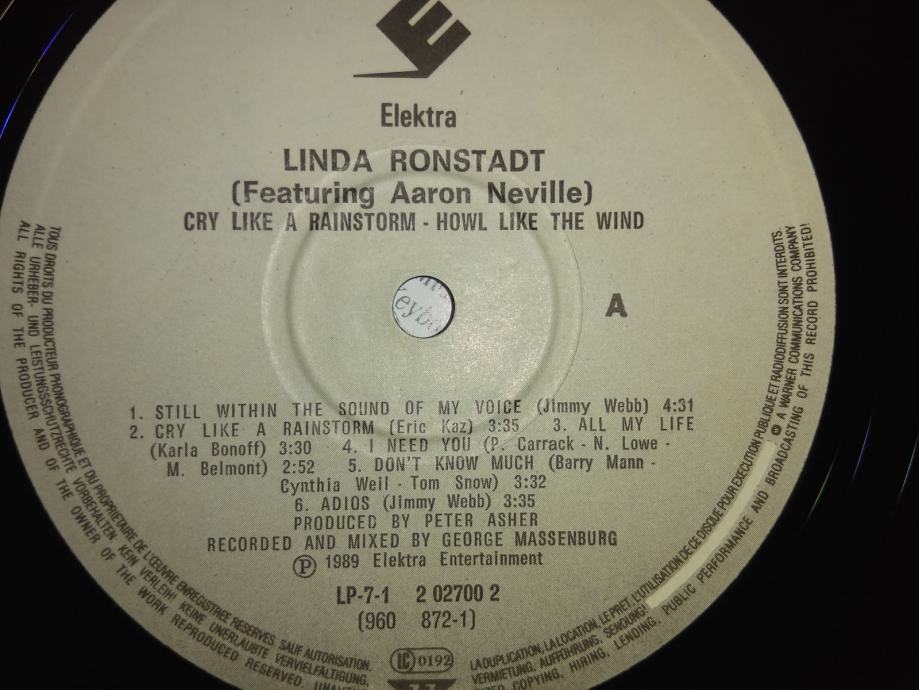 Elektra
LINDA RONSTADT
(Featuring Aaron Neville)
CRY LIKE A RAINSTORM - HOWL LIKE THE WIND
A
1. STILL WITHIN THE SOUND OF MY VOICE (Jimmy Webb) 4:31
2. CRY LIKE A RAINSTORM (Eric Kaz) 3:35 3. ALL MY LIFE
(Karla Bonoff) 3:30 4. I NEED YOU (P. Carrack - N. Lowe -
M. Belmont) 2:52 5. DON'T KNOW MUCH (Barry Mann -
Cynthia Weil - Tom Snow) 3:32
6. ADIOS (Jimmy Webb) 3:35
PRODUCED BY PETER ASHER
RECORDED AND MIXED BY GEORGE MASSENBURG
℗ 1989 Elektra Entertainment
LP-7-1 2 02700 2
(960 872-1)
LC 0192
TOUS DROITS DU PRODUCTEUR PHONOGRAPHIQUE ET DU PROPRIETAIRE DE L'ŒUVRE ENREGISTREE RESERVES. SAUF AUTORISATION,
LA DUPLICATION, LA LOCATION, LE PRET, L'UTILISATION DE CE DISQUE POUR EXECUTION PUBLIQUE ET RADIODIFFUSION SONT INTERDITS.
ALLE URHEBER- UND LEISTUNGSSCHUTZRECHTE VORBEHALTEN. KEIN VERLEIH! KEINE UNERLAUBTE VERVIELFÄLTIGUNG,
VERMIETUNG, AUFFÜHRUNG, SENDUNG!
A WARNER COMMUNICATIONS COMPANY
ALL RIGHTS OF THE PRODUCER AND OF THE OWNER OF THE WORK REPRODUCED RESERVED.
COPYING, HIRING, LENDING, PUBLIC PERFORMANCE AND BROADCASTING OF THIS RECORD PROHIBITED!